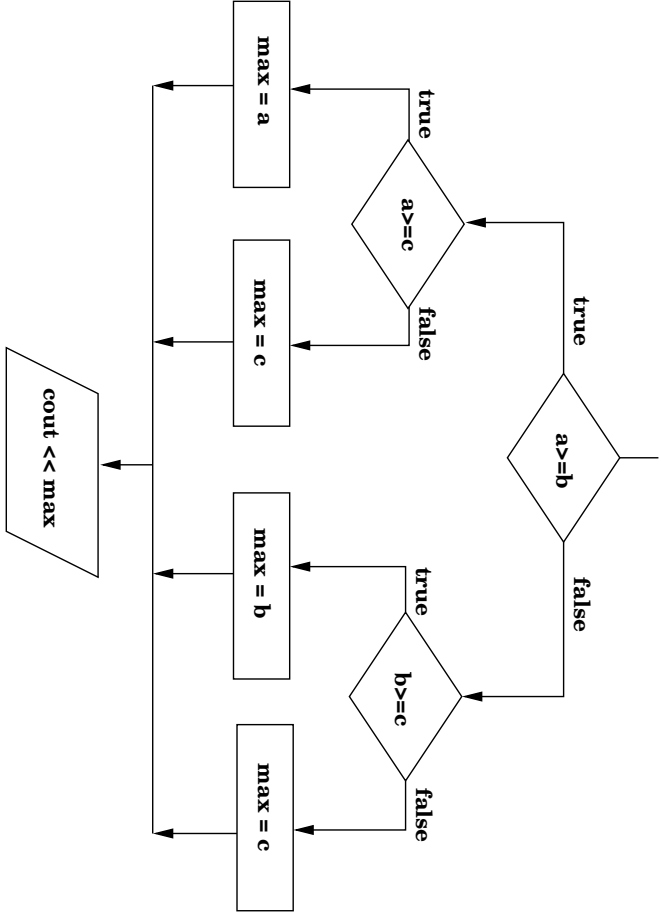 a>=b
true
false
a>=c
b>=c
true
false
true
false
max = a
max = c
max = b
max = c
cout << max